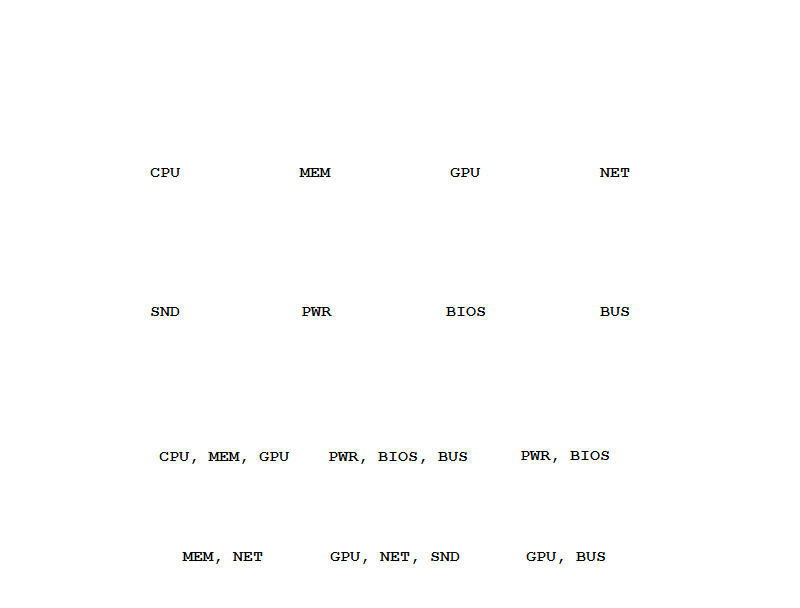 CPU MEM GPU NET
SND PWR BIOS BUS
CPU, MEM, GPU PWR, BIOS, BUS PWR, BIOS
MEM, NET GPU, NET, SND GPU, BUS